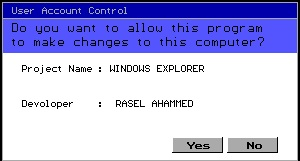 User Account Control
Do you want to allow this program
to make changes to this computer?
Project Name : WINDOWS EXPLORER
Devoloper : RASEL AHAMMED
Yes No